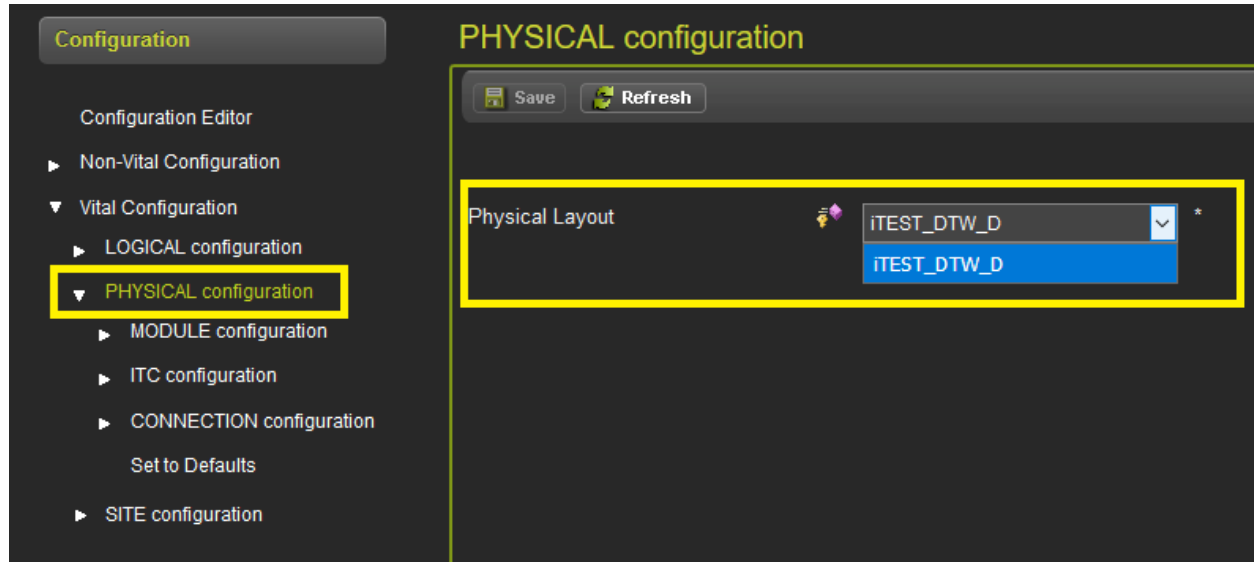 Configuration
Configuration Editor
Non-Vital Configuration
Vital Configuration
LOGICAL configuration
PHYSICAL configuration
MODULE configuration
ITC configuration
CONNECTION configuration
Set to Defaults
SITE configuration
PHYSICAL configuration
Save Refresh
Physical Layout iTEST_DTW_D *
iTEST_DTW_D